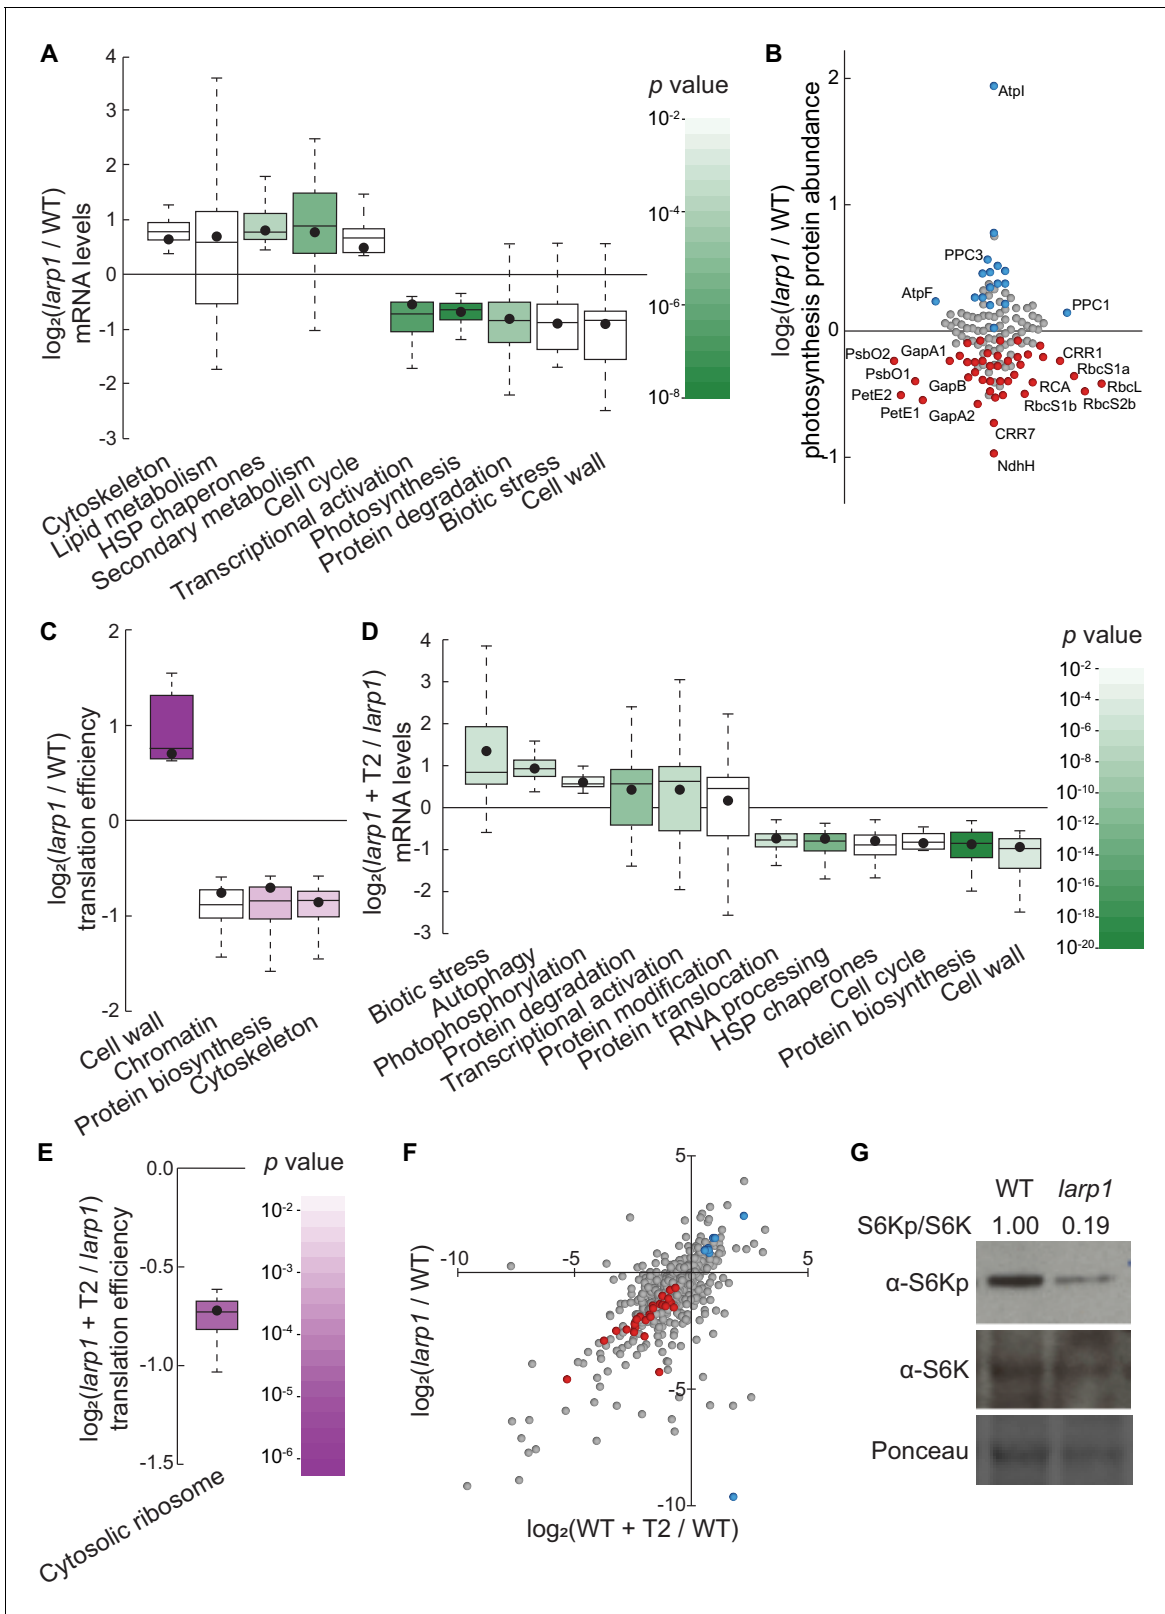 A
4
3
2
1
0
-1
-2
-3
log₂(larp1 / WT)
mRNA levels
Cytoskeleton
Lipid metabolism
HSP chaperones
Secondary metabolism
Cell cycle
Transcriptional activation
Photosynthesis
Protein degradation
Biotic stress
Cell wall
p value
10⁻²
10⁻⁴
10⁻⁶
10⁻⁸
B
2
1
0
-1
log₂(larp1 / WT)
photosynthesis protein abundance
AtpI
PPC3
AtpF
PPC1
PsbO2
GapA1
CRR1
PsbO1
RbcS1a
GapB
RCA
RbcL
PetE2
RbcS1b
RbcS2b
PetE1
GapA2
CRR7
NdhH
C
2
1
0
-1
-2
log₂(larp1 / WT)
translation efficiency
Cell wall
Chromatin
Protein biosynthesis
Cytoskeleton
D
4
3
2
1
0
-1
-2
-3
log₂(larp1 + T2 / larp1)
mRNA levels
Biotic stress
Autophagy
Photophosphorylation
Protein degradation
Transcriptional activation
Protein modification
Protein translocation
RNA processing
HSP chaperones
Cell cycle
Protein biosynthesis
Cell wall
p value
10⁻²
10⁻⁴
10⁻⁶
10⁻⁸
10⁻¹⁰
10⁻¹²
10⁻¹⁴
10⁻¹⁶
10⁻¹⁸
10⁻²⁰
E
0.0
-0.5
-1.0
-1.5
log₂(larp1 + T2 / larp1)
translation efficiency
Cytosolic ribosome
p value
10⁻²
10⁻³
10⁻⁴
10⁻⁵
10⁻⁶
F
5
-10
-5
5
-5
-10
log₂(larp1 / WT)
log₂(WT + T2 / WT)
G
WT larp1
S6Kp/S6K 1.00 0.19
α-S6Kp
α-S6K
Ponceau